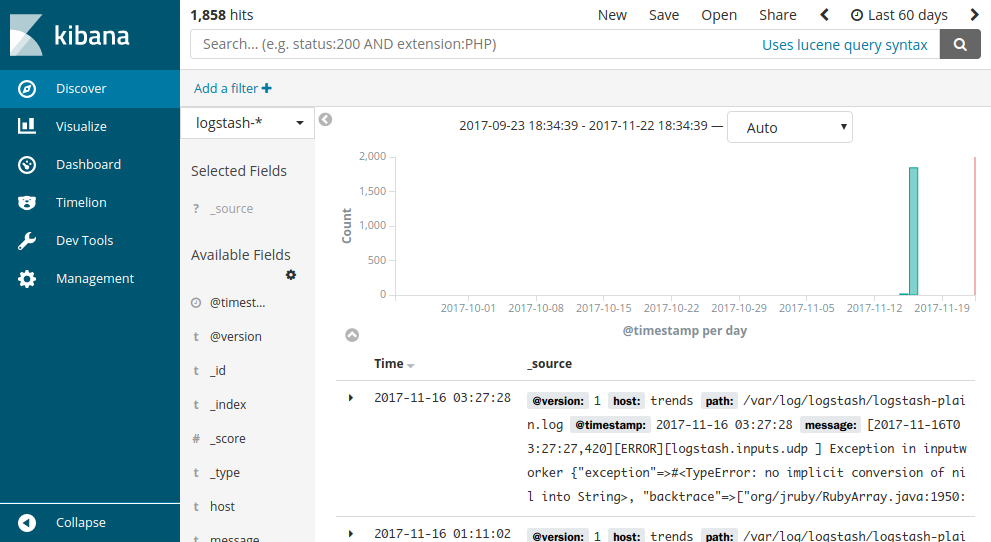 kibana
Discover
Visualize
Dashboard
Timelion
Dev Tools
Management
Collapse
1,858 hits
New Save Open Share Last 60 days
Search... (e.g. status:200 AND extension:PHP) Uses lucene query syntax
Add a filter
logstash-*
Selected Fields
? _source
Available Fields
@timest...
t @version
t _id
t _index
# _score
t _type
t host
t message
2017-09-23 18:34:39 - 2017-11-22 18:34:39 — Auto
2,000
1,500
1,000
500
0
Count
2017-10-01 2017-10-08 2017-10-15 2017-10-22 2017-10-29 2017-11-05 2017-11-12 2017-11-19
@timestamp per day
Time _source
2017-11-16 03:27:28 @version: 1 host: trends path: /var/log/logstash/logstash-plai
n.log @timestamp: 2017-11-16 03:27:28 message: [2017-11-16T0
3:27:27,420][ERROR][logstash.inputs.udp ] Exception in inputw
orker {"exception"=>#<TypeError: no implicit conversion of ni
l into String>, "backtrace"=>["org/jruby/RubyArray.java:1950:
2017-11-16 01:11:02 @version: 1 host: trends path: /var/log/logstash/logstash-plai